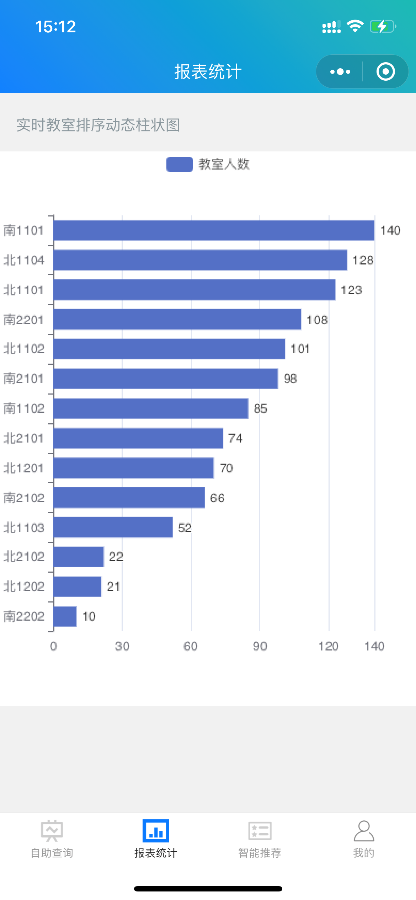 15:12
报表统计
实时教室排序动态柱状图
教室人数
南1101 140
北1104 128
北1101 123
南2201 108
北1102 101
南2101 98
南1102 85
北2101 74
北1201 70
南2102 66
北1103 52
北2102 22
北1202 21
南2202 10
0 30 60 90 120 140
自助查询 报表统计 智能推荐 我的